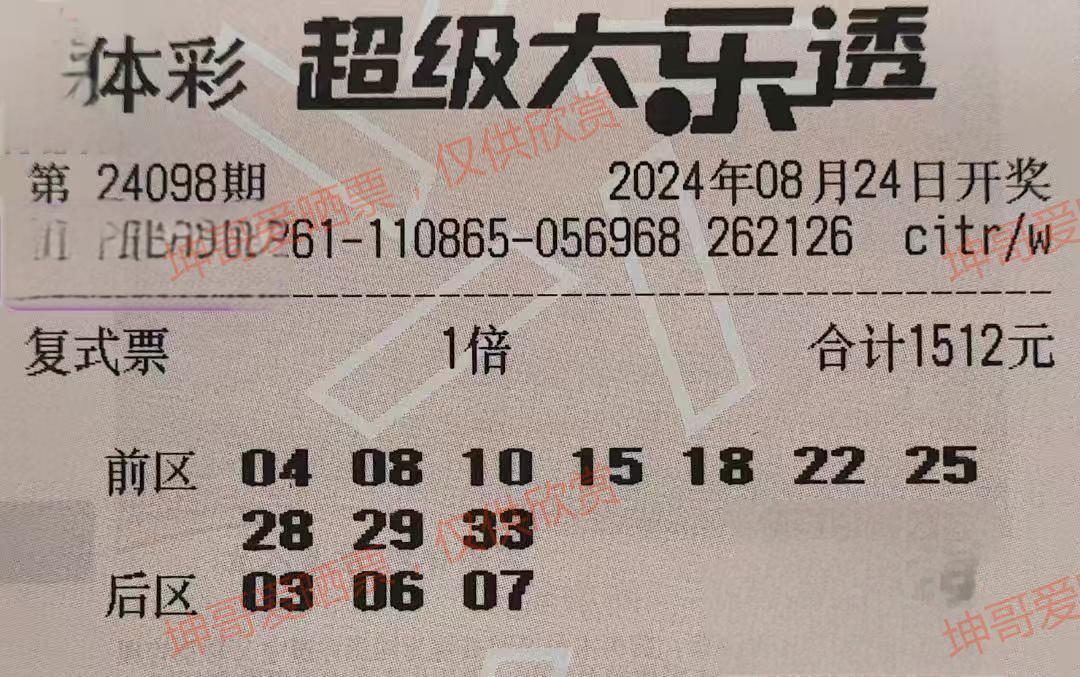 体彩 超级大乐透
第 24098期 2024年08月24日开奖
61-110865-056968 262126 citr/w
复式票 1倍 合计1512元
前区 04 08 10 15 18 22 25
28 29 33
后区 03 06 07
坤哥爱晒票,仅供欣赏
坤哥爱
坤哥爱晒票,仅供欣赏
坤哥爱